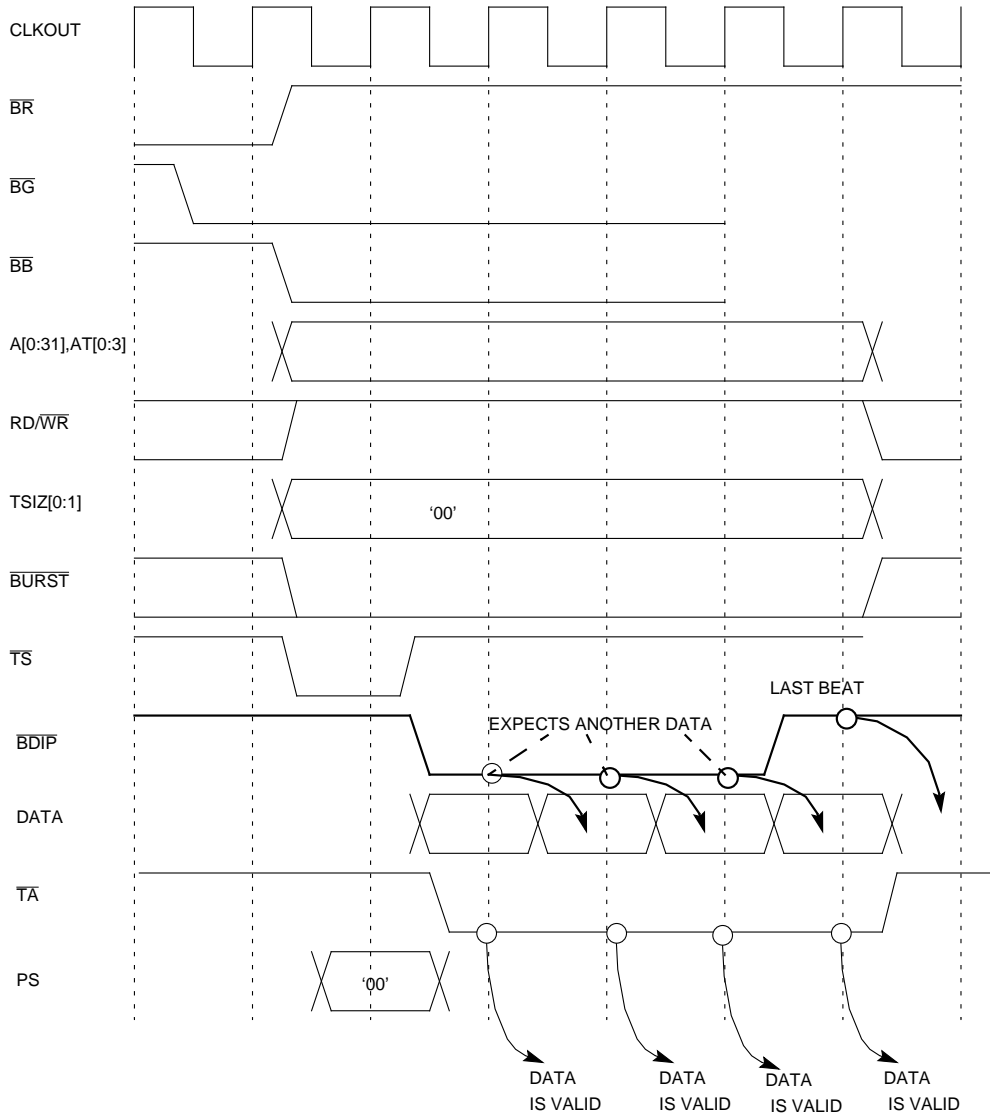 CLKOUT
BR
BG
BB
A[0:31],AT[0:3]
RD/WR
TSIZ[0:1]
‘00’
BURST
TS
LAST BEAT
EXPECTS ANOTHER DATA
BDIP
DATA
TA
PS
‘00’
DATA
IS VALID
DATA
IS VALID
DATA
IS VALID
DATA
IS VALID